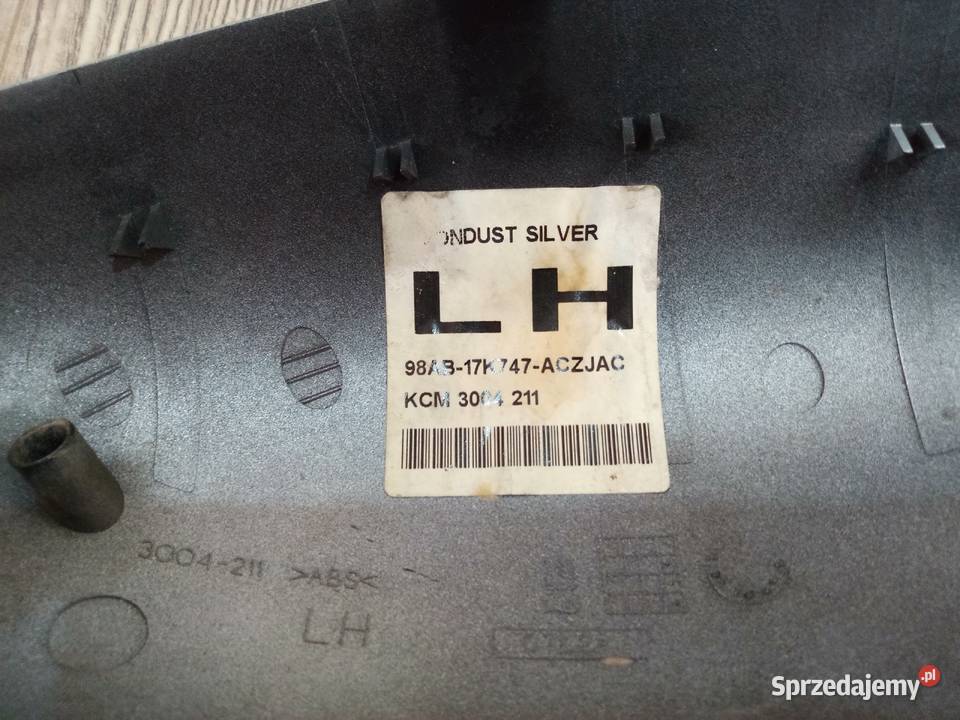 ONDUST SILVER
LH
98AB-17K747-ACZJAC
KCM 3004 211
3004-211 >ABS<
LH
Sprzedajemy.pl